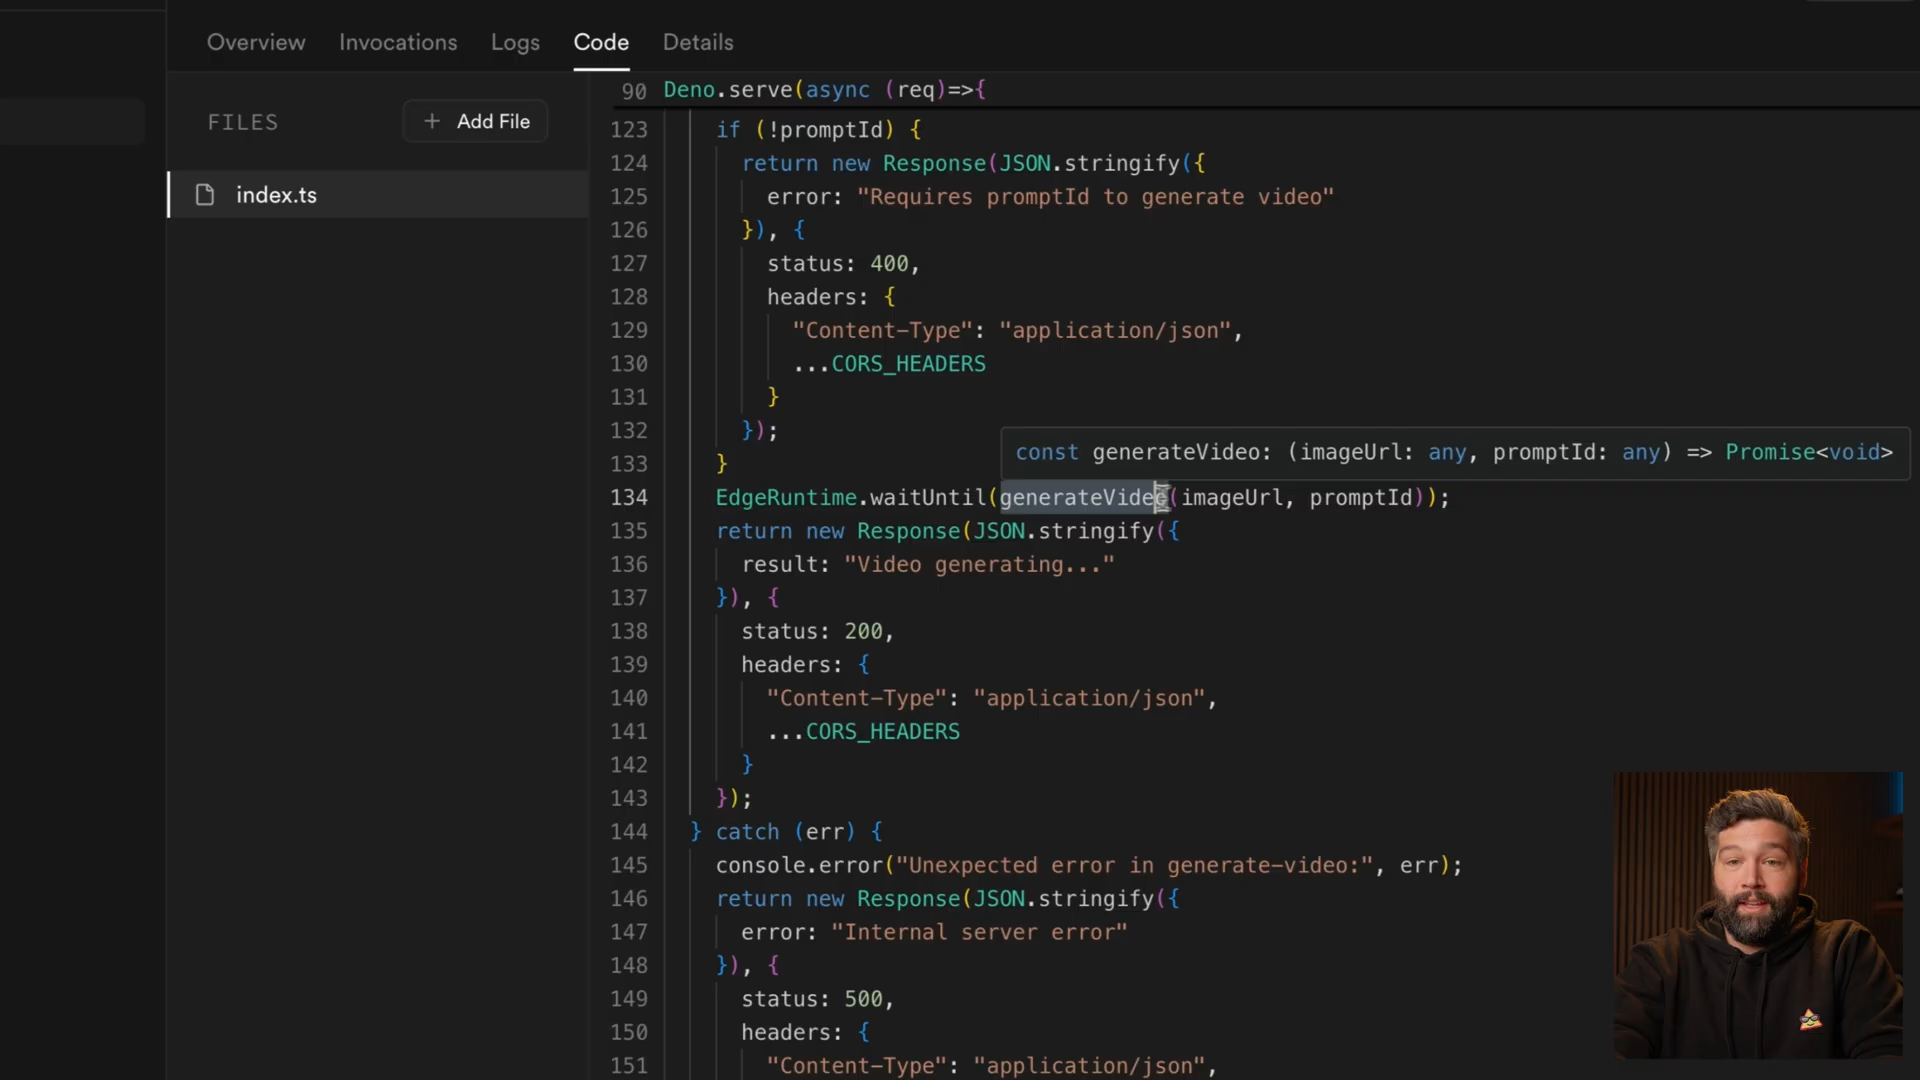 Overview Invocations Logs Code Details
FILES
+ Add File
index.ts
90 Deno.serve(async (req)=>{
123 if (!promptId) {
124 return new Response(JSON.stringify({
125 error: "Requires promptId to generate video"
126 }), {
127 status: 400,
128 headers: {
129 "Content-Type": "application/json",
130 ...CORS_HEADERS
131 }
132 });
const generateVideo: (imageUrl: any, promptId: any) => Promise<void>
133 }
134 EdgeRuntime.waitUntil(generateVideo(imageUrl, promptId));
135 return new Response(JSON.stringify({
136 result: "Video generating..."
137 }), {
138 status: 200,
139 headers: {
140 "Content-Type": "application/json",
141 ...CORS_HEADERS
142 }
143 });
144 } catch (err) {
145 console.error("Unexpected error in generate-video:", err);
146 return new Response(JSON.stringify({
147 error: "Internal server error"
148 }), {
149 status: 500,
150 headers: {
151 "Content-Type": "application/json",